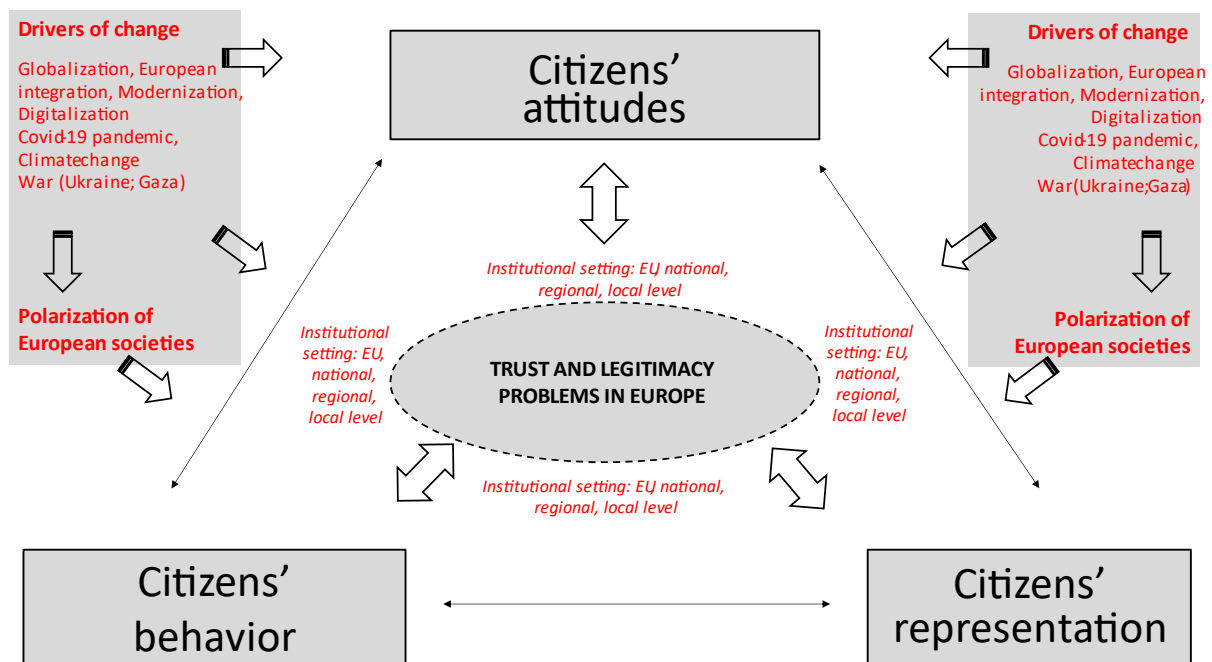 Drivers of change
Globalization, European
integration, Modernization,
Digitalization
Covid-19 pandemic,
Climatechange
War (Ukraine; Gaza)
Polarization of
European societies
Citizens'
attitudes
Drivers of change
Globalization, European
integration, Modernization,
Digitalization
Covid-19 pandemic,
Climatechange
War(Ukraine;Gaza)
Polarization of
European societies
Institutional setting: EU, national,
regional, local level
Institutional
setting: EU,
national,
regional,
local level
TRUST AND LEGITIMACY
PROBLEMS IN EUROPE
Institutional
setting: EU,
national,
regional,
local level
Institutional setting: EU, national,
regional, local level
Citizens'
behavior
Citizens'
representation